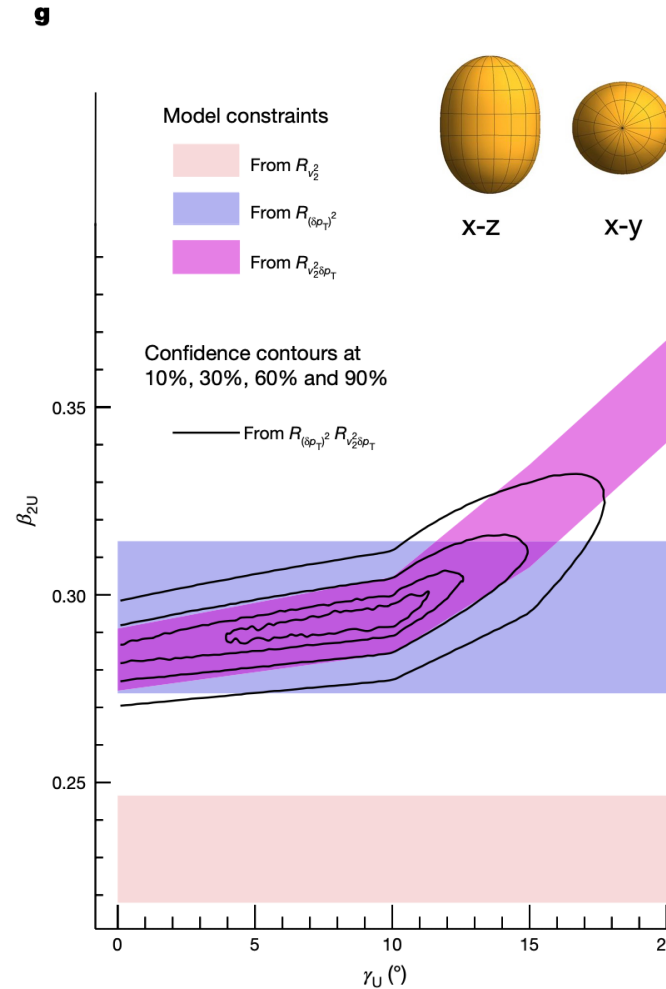 g
Model constraints
From R_{v_2^2}
From R_{(δp_T)^2}
From R_{v_2^2 δp_T}
x-z
x-y
Confidence contours at
10%, 30%, 60% and 90%
From R_{(δp_T)^2} R_{v_2^2 δp_T}
β_{2U}
0.35
0.30
0.25
0 5 10 15
γ_U (°)